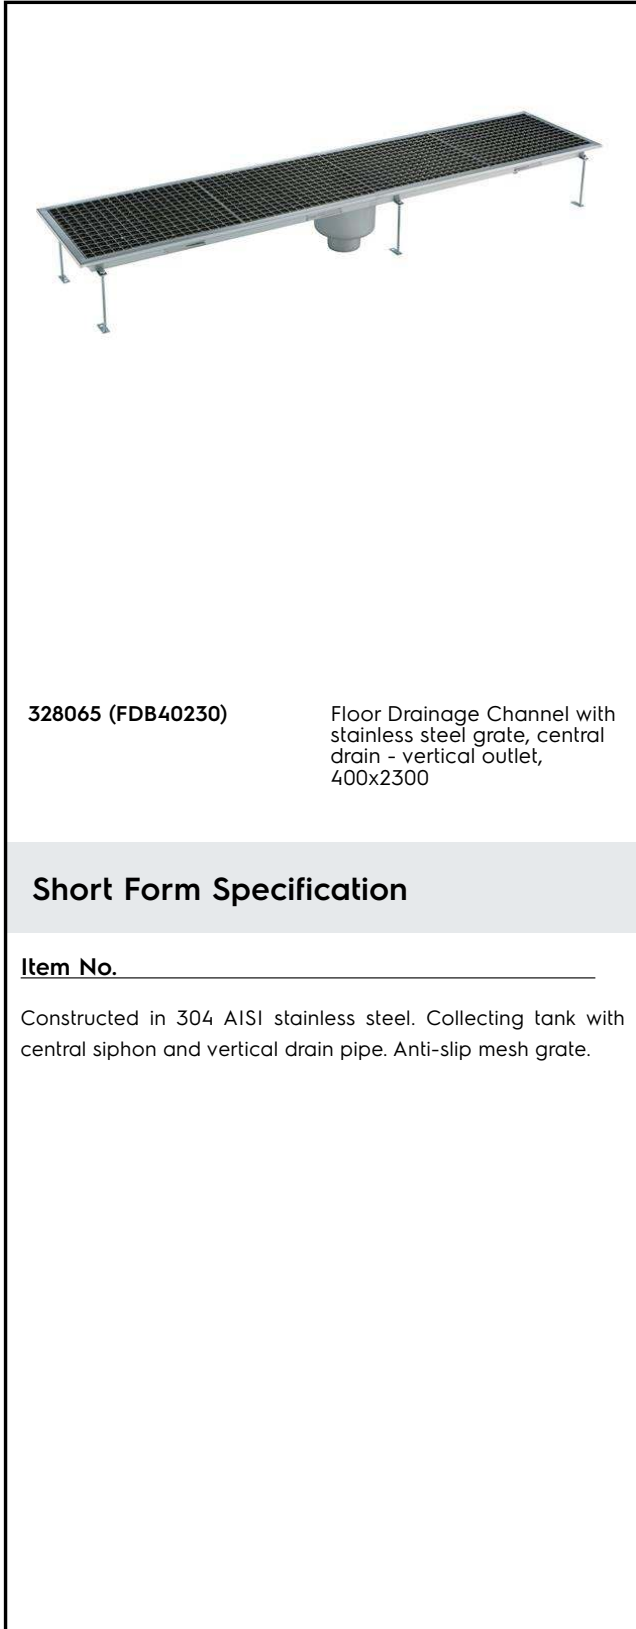 328065 (FDB40230)
Floor Drainage Channel with
stainless steel grate, central
drain - vertical outlet,
400x2300
Short Form Specification
Item No.
Constructed in 304 AISI stainless steel. Collecting tank with
central siphon and vertical drain pipe. Anti-slip mesh grate.